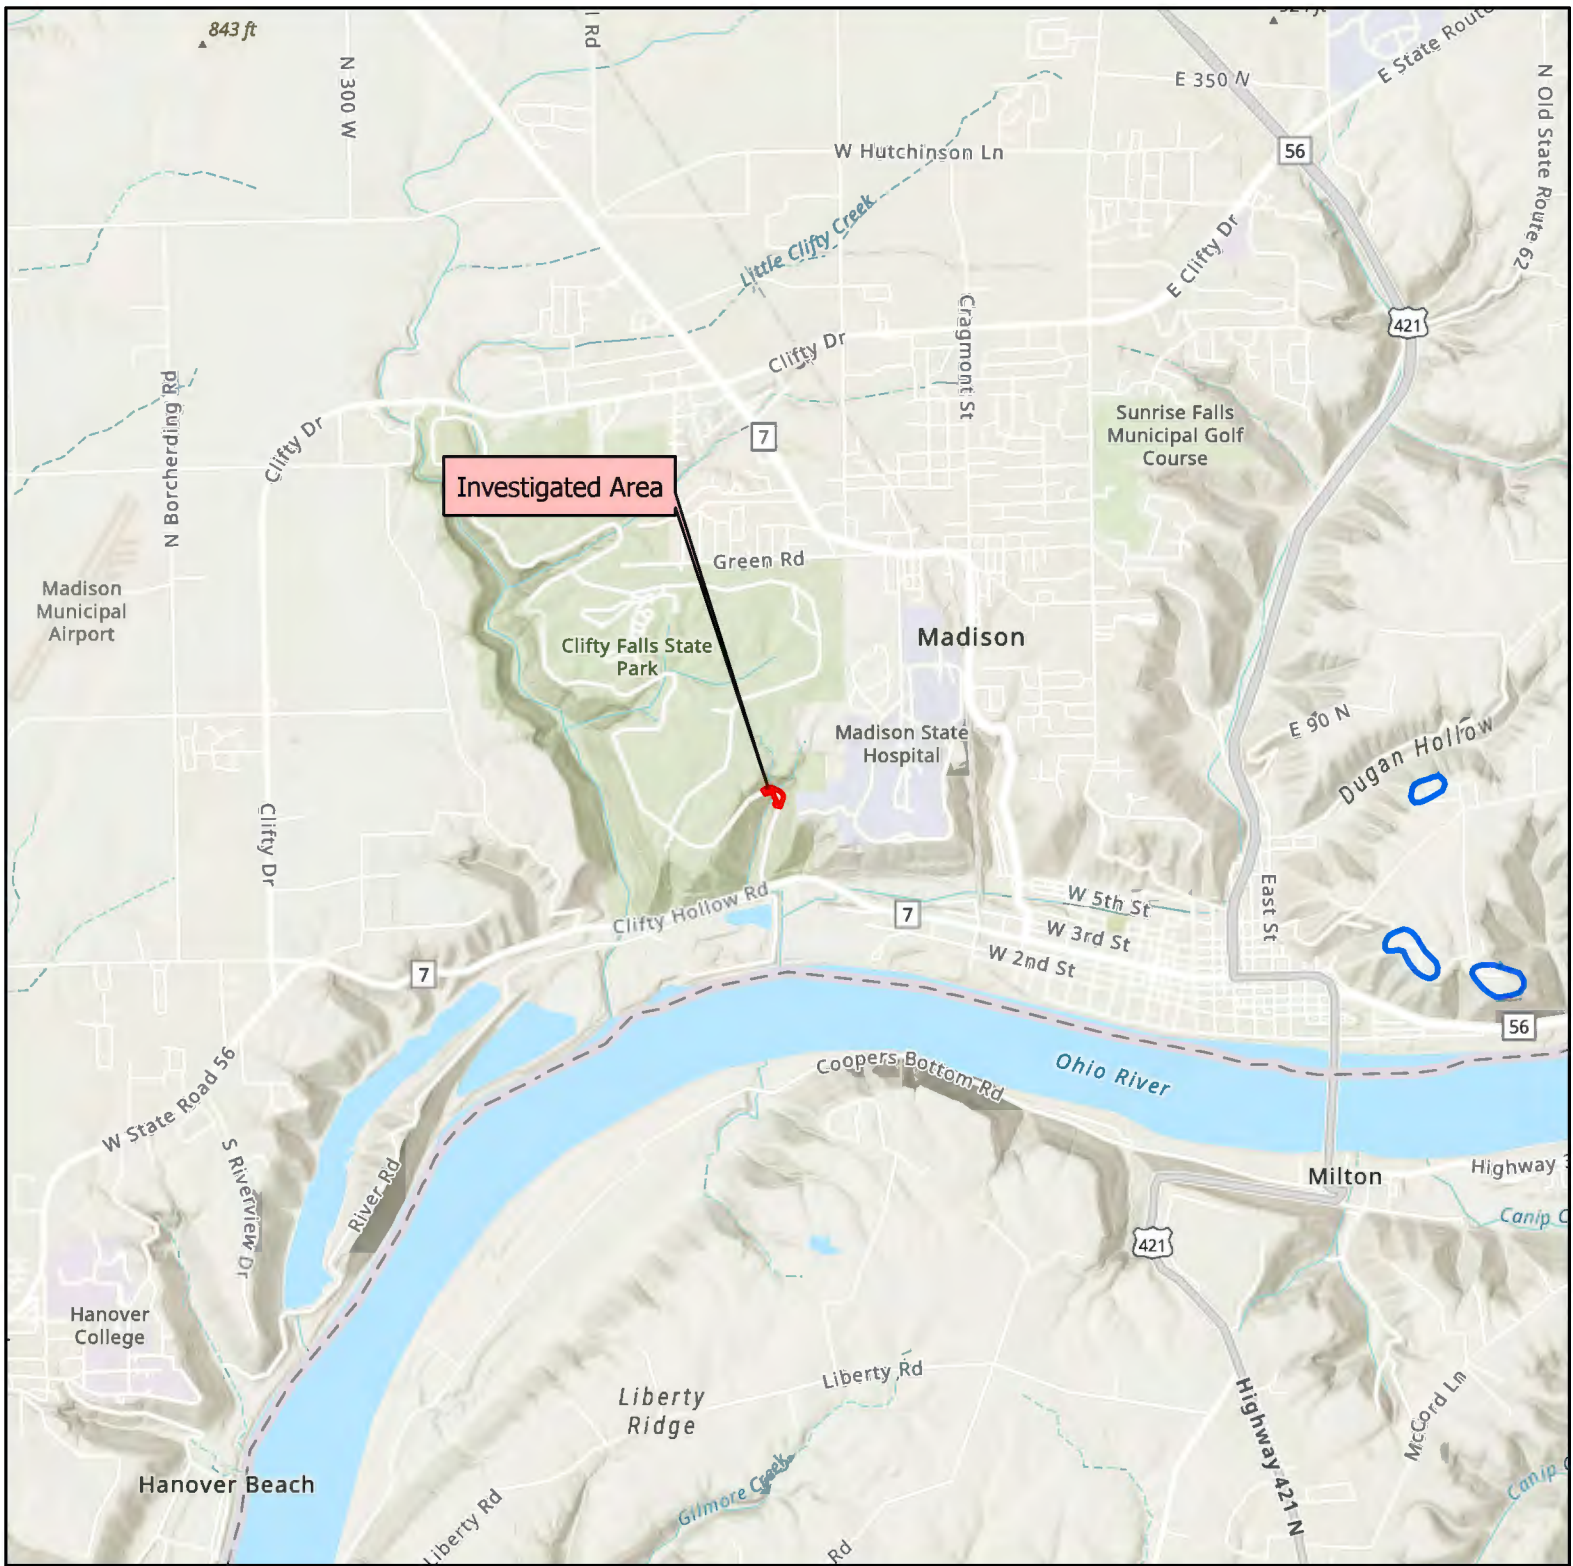 843 ft
N 300 W
l Rd
E 350 N
E State Route
N Old State Route 62
56
W Hutchinson Ln
Little Clifty Creek
E Clifty Dr
421
Cragmont St
Clifty Dr
N Borcherding Rd
Clifty Dr
7
Sunrise Falls
Municipal Golf
Course
Investigated Area
Green Rd
Madison
Municipal
Airport
Clifty Falls State
Park
Madison
Madison State
Hospital
E 90 N
Dugan Hollow
Clifty Dr
Clifty Hollow Rd
7
W 5th St
W 3rd St
W 2nd St
East St
7
56
W State Road 56
Coopers Bottom Rd
Ohio River
S Riverview Dr
River Rd
Milton
Highway 3
Canip C
421
Hanover
College
Liberty Rd
Liberty
Ridge
Highway 421 N
McCord Ln
Hanover Beach
Gilmore Creek
Canip C
Liberty Rd
Rd